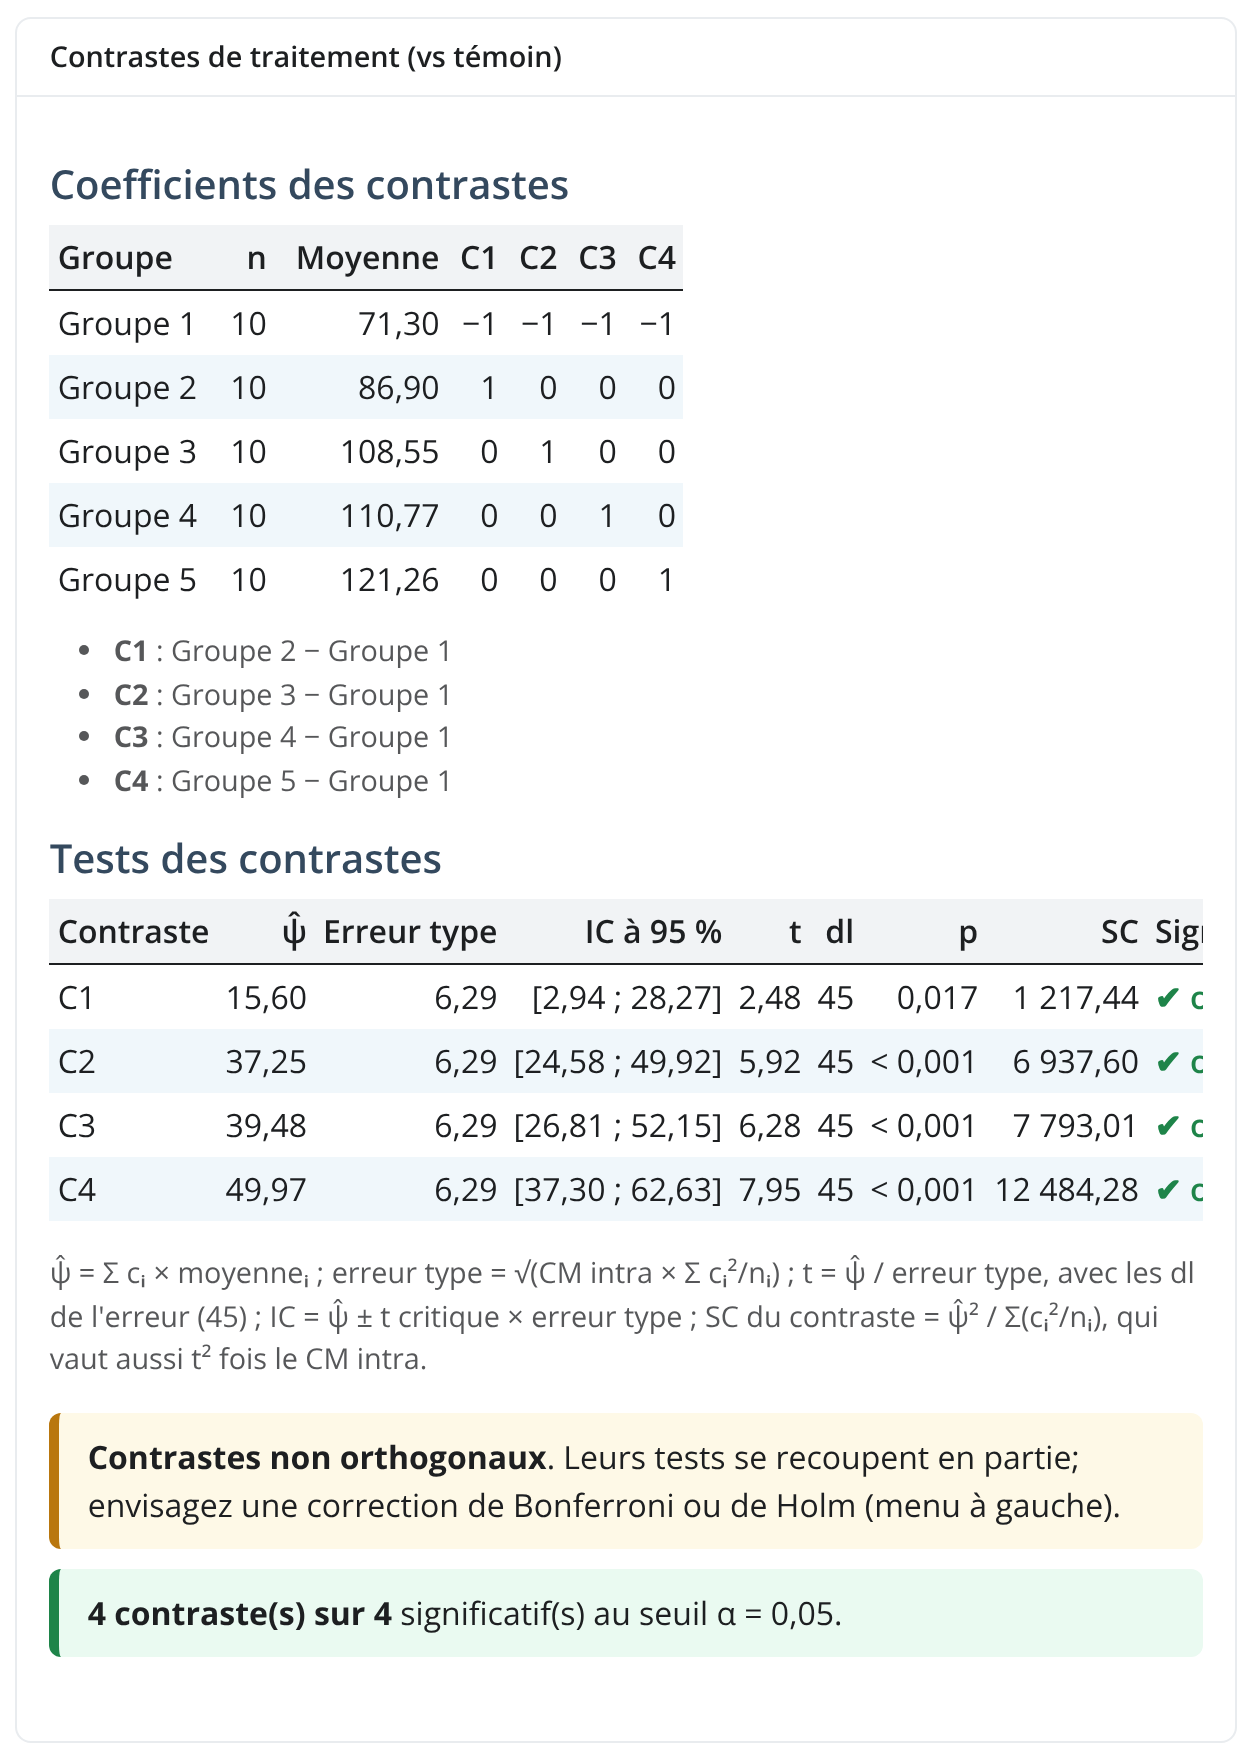 Contrastes de traitement (vs témoin)
Coefficients des contrastes
Groupe n Moyenne C1 C2 C3 C4
Groupe 1 10 71,30 −1 −1 −1 −1
Groupe 2 10 86,90 1 0 0 0
Groupe 3 10 108,55 0 1 0 0
Groupe 4 10 110,77 0 0 1 0
Groupe 5 10 121,26 0 0 0 1
• C1 : Groupe 2 − Groupe 1
• C2 : Groupe 3 − Groupe 1
• C3 : Groupe 4 − Groupe 1
• C4 : Groupe 5 − Groupe 1
Tests des contrastes
Contraste ψ̂ Erreur type IC à 95 % t dl p SC
C1 15,60 6,29 [2,94 ; 28,27] 2,48 45 0,017 1 217,44 ✔
C2 37,25 6,29 [24,58 ; 49,92] 5,92 45 < 0,001 6 937,60 ✔
C3 39,48 6,29 [26,81 ; 52,15] 6,28 45 < 0,001 7 793,01 ✔
C4 49,97 6,29 [37,30 ; 62,63] 7,95 45 < 0,001 12 484,28 ✔
ψ̂ = Σ cᵢ × moyenneᵢ ; erreur type = √(CM intra × Σ cᵢ²/nᵢ) ; t = ψ̂ / erreur type, avec les dl
de l'erreur (45) ; IC = ψ̂ ± t critique × erreur type ; SC du contraste = ψ̂² / Σ(cᵢ²/nᵢ), qui
vaut aussi t² fois le CM intra.
Contrastes non orthogonaux. Leurs tests se recoupent en partie;
envisagez une correction de Bonferroni ou de Holm (menu à gauche).
4 contraste(s) sur 4 significatif(s) au seuil α = 0,05.